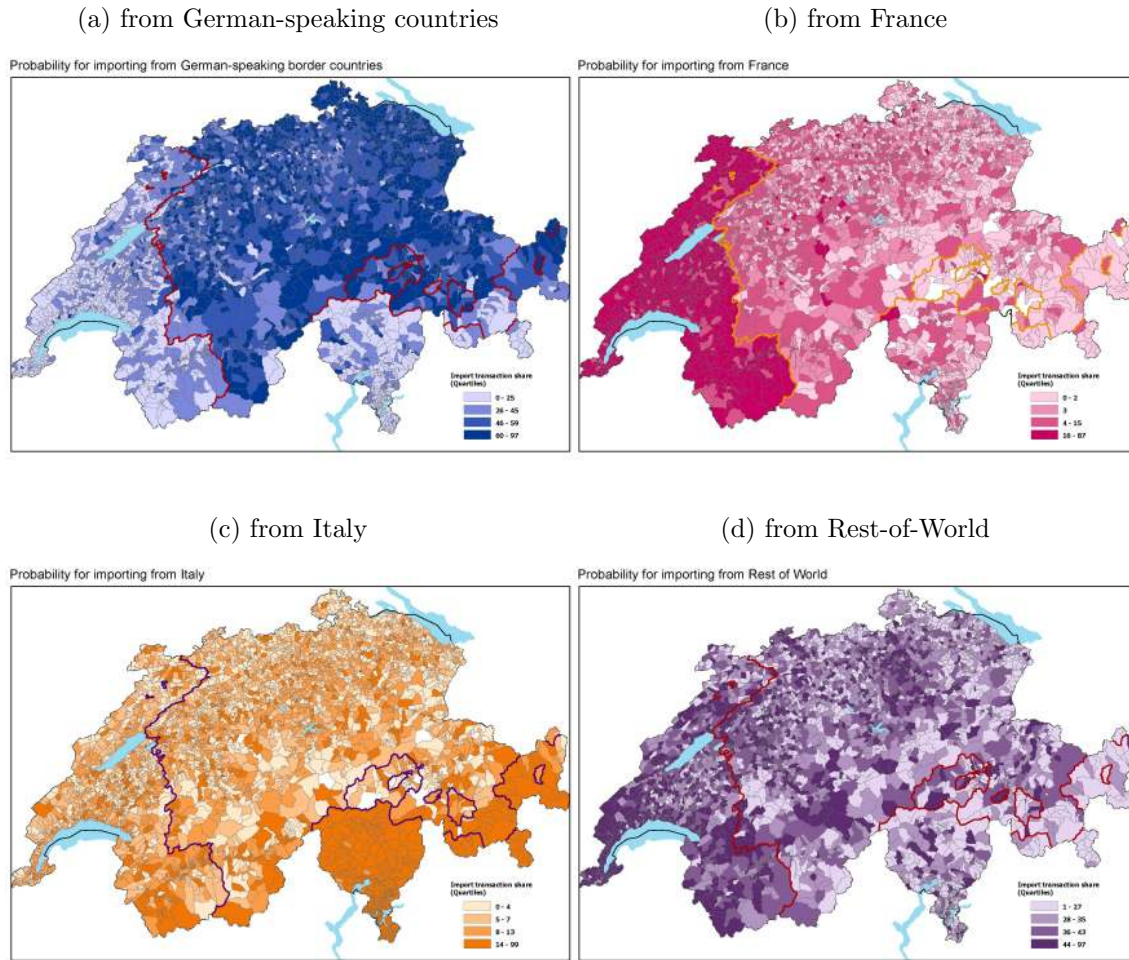 (a) from German-speaking countries
Probability for importing from German-speaking border countries
Import transaction share
(Quartiles)
0 - 25
26 - 45
46 - 59
60 - 97
(b) from France
Probability for importing from France
Import transaction share
(Quartiles)
0 - 2
3
4 - 15
16 - 87
(c) from Italy
Probability for importing from Italy
Import transaction share
(Quartiles)
0 - 4
5 - 7
8 - 13
14 - 99
(d) from Rest-of-World
Probability for importing from Rest of World
Import transaction share
(Quartiles)
1 - 27
28 - 35
36 - 43
44 - 97